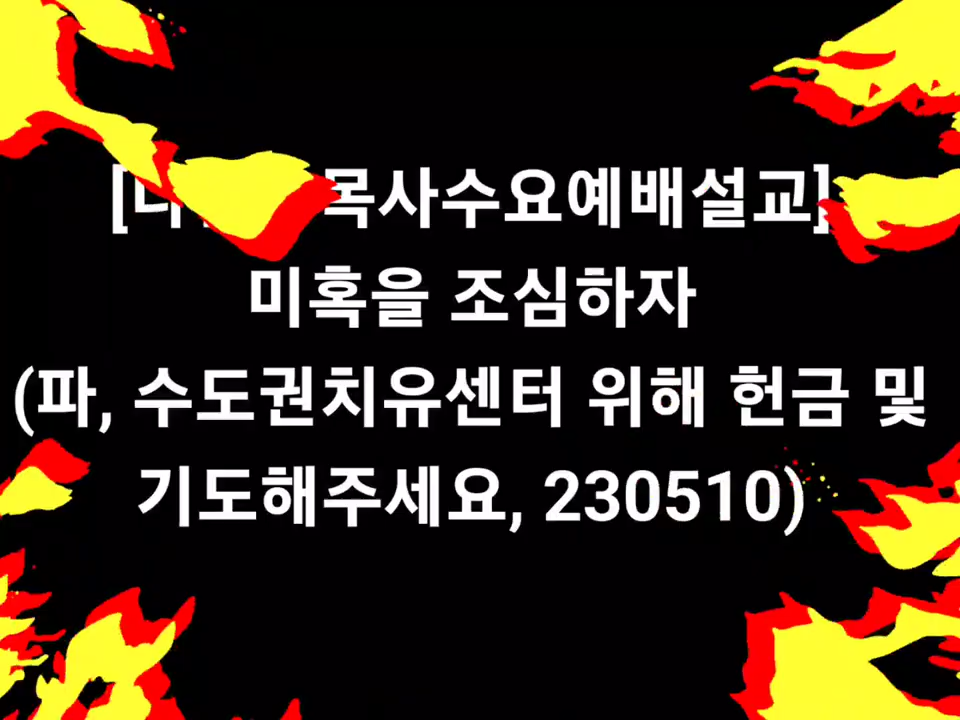 목사수요예배설교]
미혹을 조심하자
(파, 수도권치유센터 위해 헌금 및
기도해주세요, 230510)